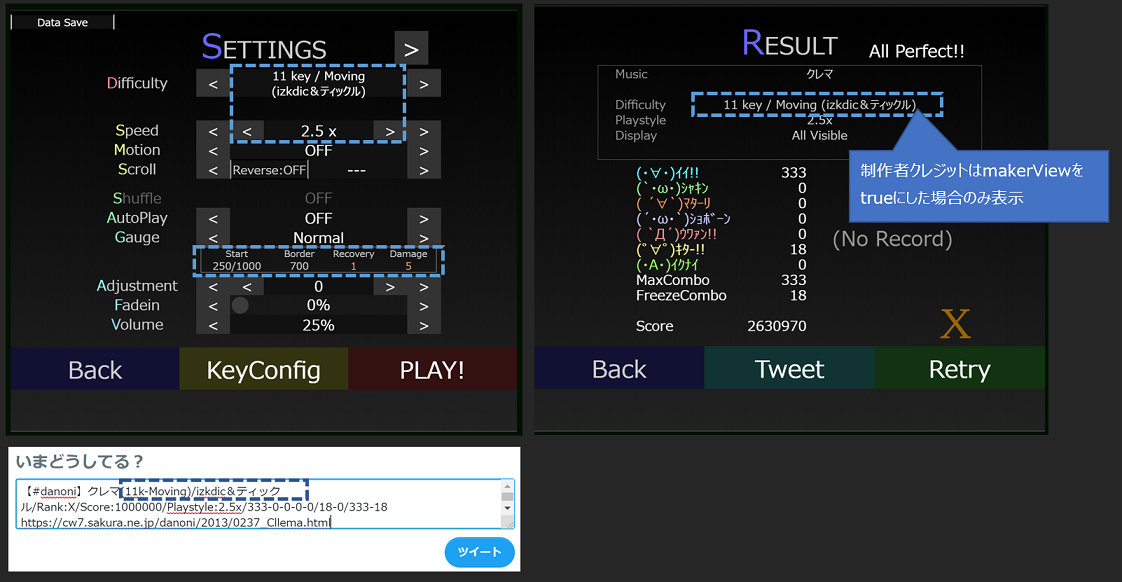 Data Save
SETTINGS
>
Difficulty < 11 key / Moving >
(izkdic&ティックル)
Speed < < 2.5 x > >
Motion < OFF >
Scroll < Reverse:OFF --- >
Shuffle OFF
AutoPlay < OFF >
Gauge < Normal >
Start Border Recovery Damage
250/1000 700 1 5
Adjustment < < 0 > >
Fadein < 0% >
Volume < 25% >
Back KeyConfig PLAY!
RESULT
All Perfect!!
Music クレマ
Difficulty 11 key / Moving (izkdic&ティックル)
Playstyle 2.5x
Display All Visible
制作者クレジットはmakerViewを
trueにした場合のみ表示
(・∀・)イイ!! 333
(`・ω・)シャキン 0
( ´∀`)マターリ 0
(´・ω・`)ショボーン 0
( `Д´)ウワァン!! 0
(ﾟ∀ﾟ)キター!! 18
(・A・)イクナイ 0
MaxCombo 333
FreezeCombo 18
(No Record)
Score 2630970
X
Back Tweet Retry
いまどうしてる？
【#danoni】クレマ(11k-Moving)/izkdic&ティック
ル/Rank:X/Score:1000000/Playstyle:2.5x/333-0-0-0-0/18-0/333-18
https://cw7.sakura.ne.jp/danoni/2013/0237_Cllema.html
ツイート